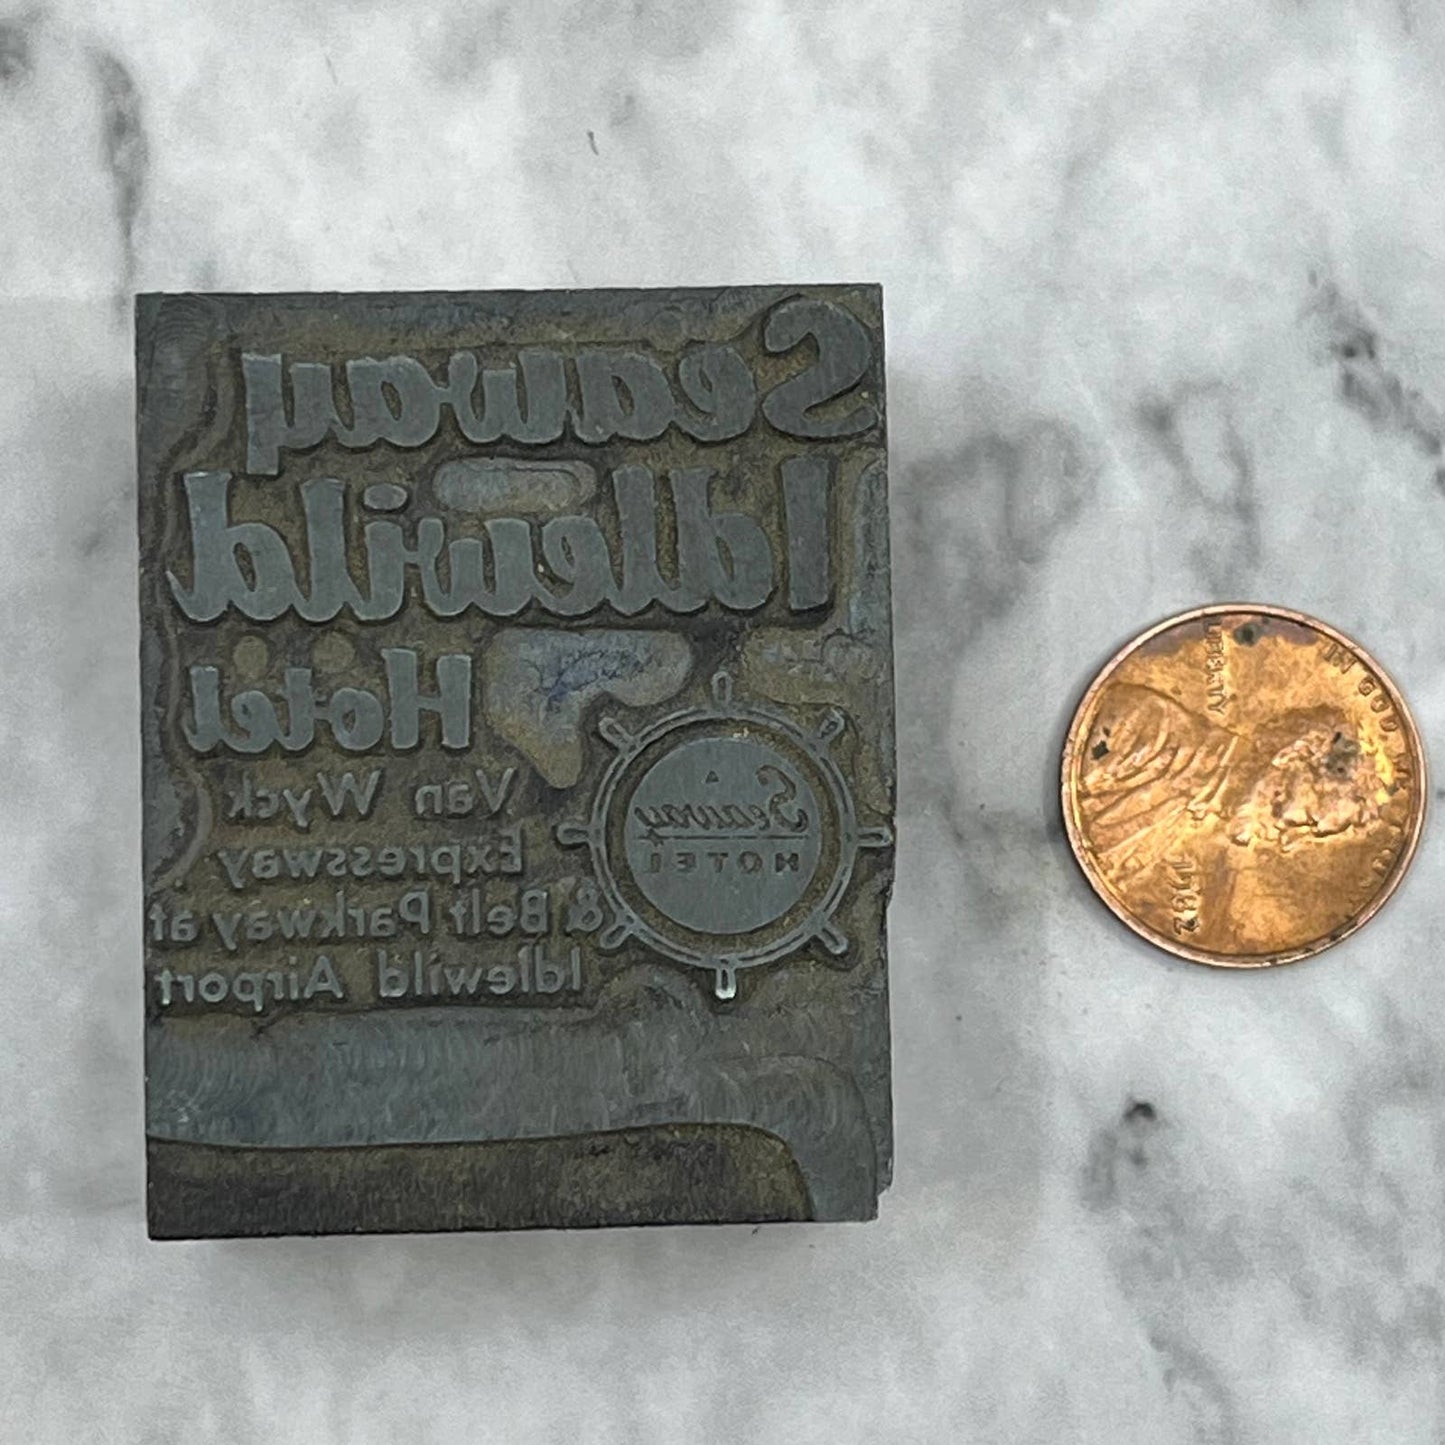 Seaway
Idlewild
Hotel
Van Wyck
Expressway
& Belt Parkway at
Idlewild Airport
A
Seaway
HOTEL
IN GOD WE
LIBERTY
1982